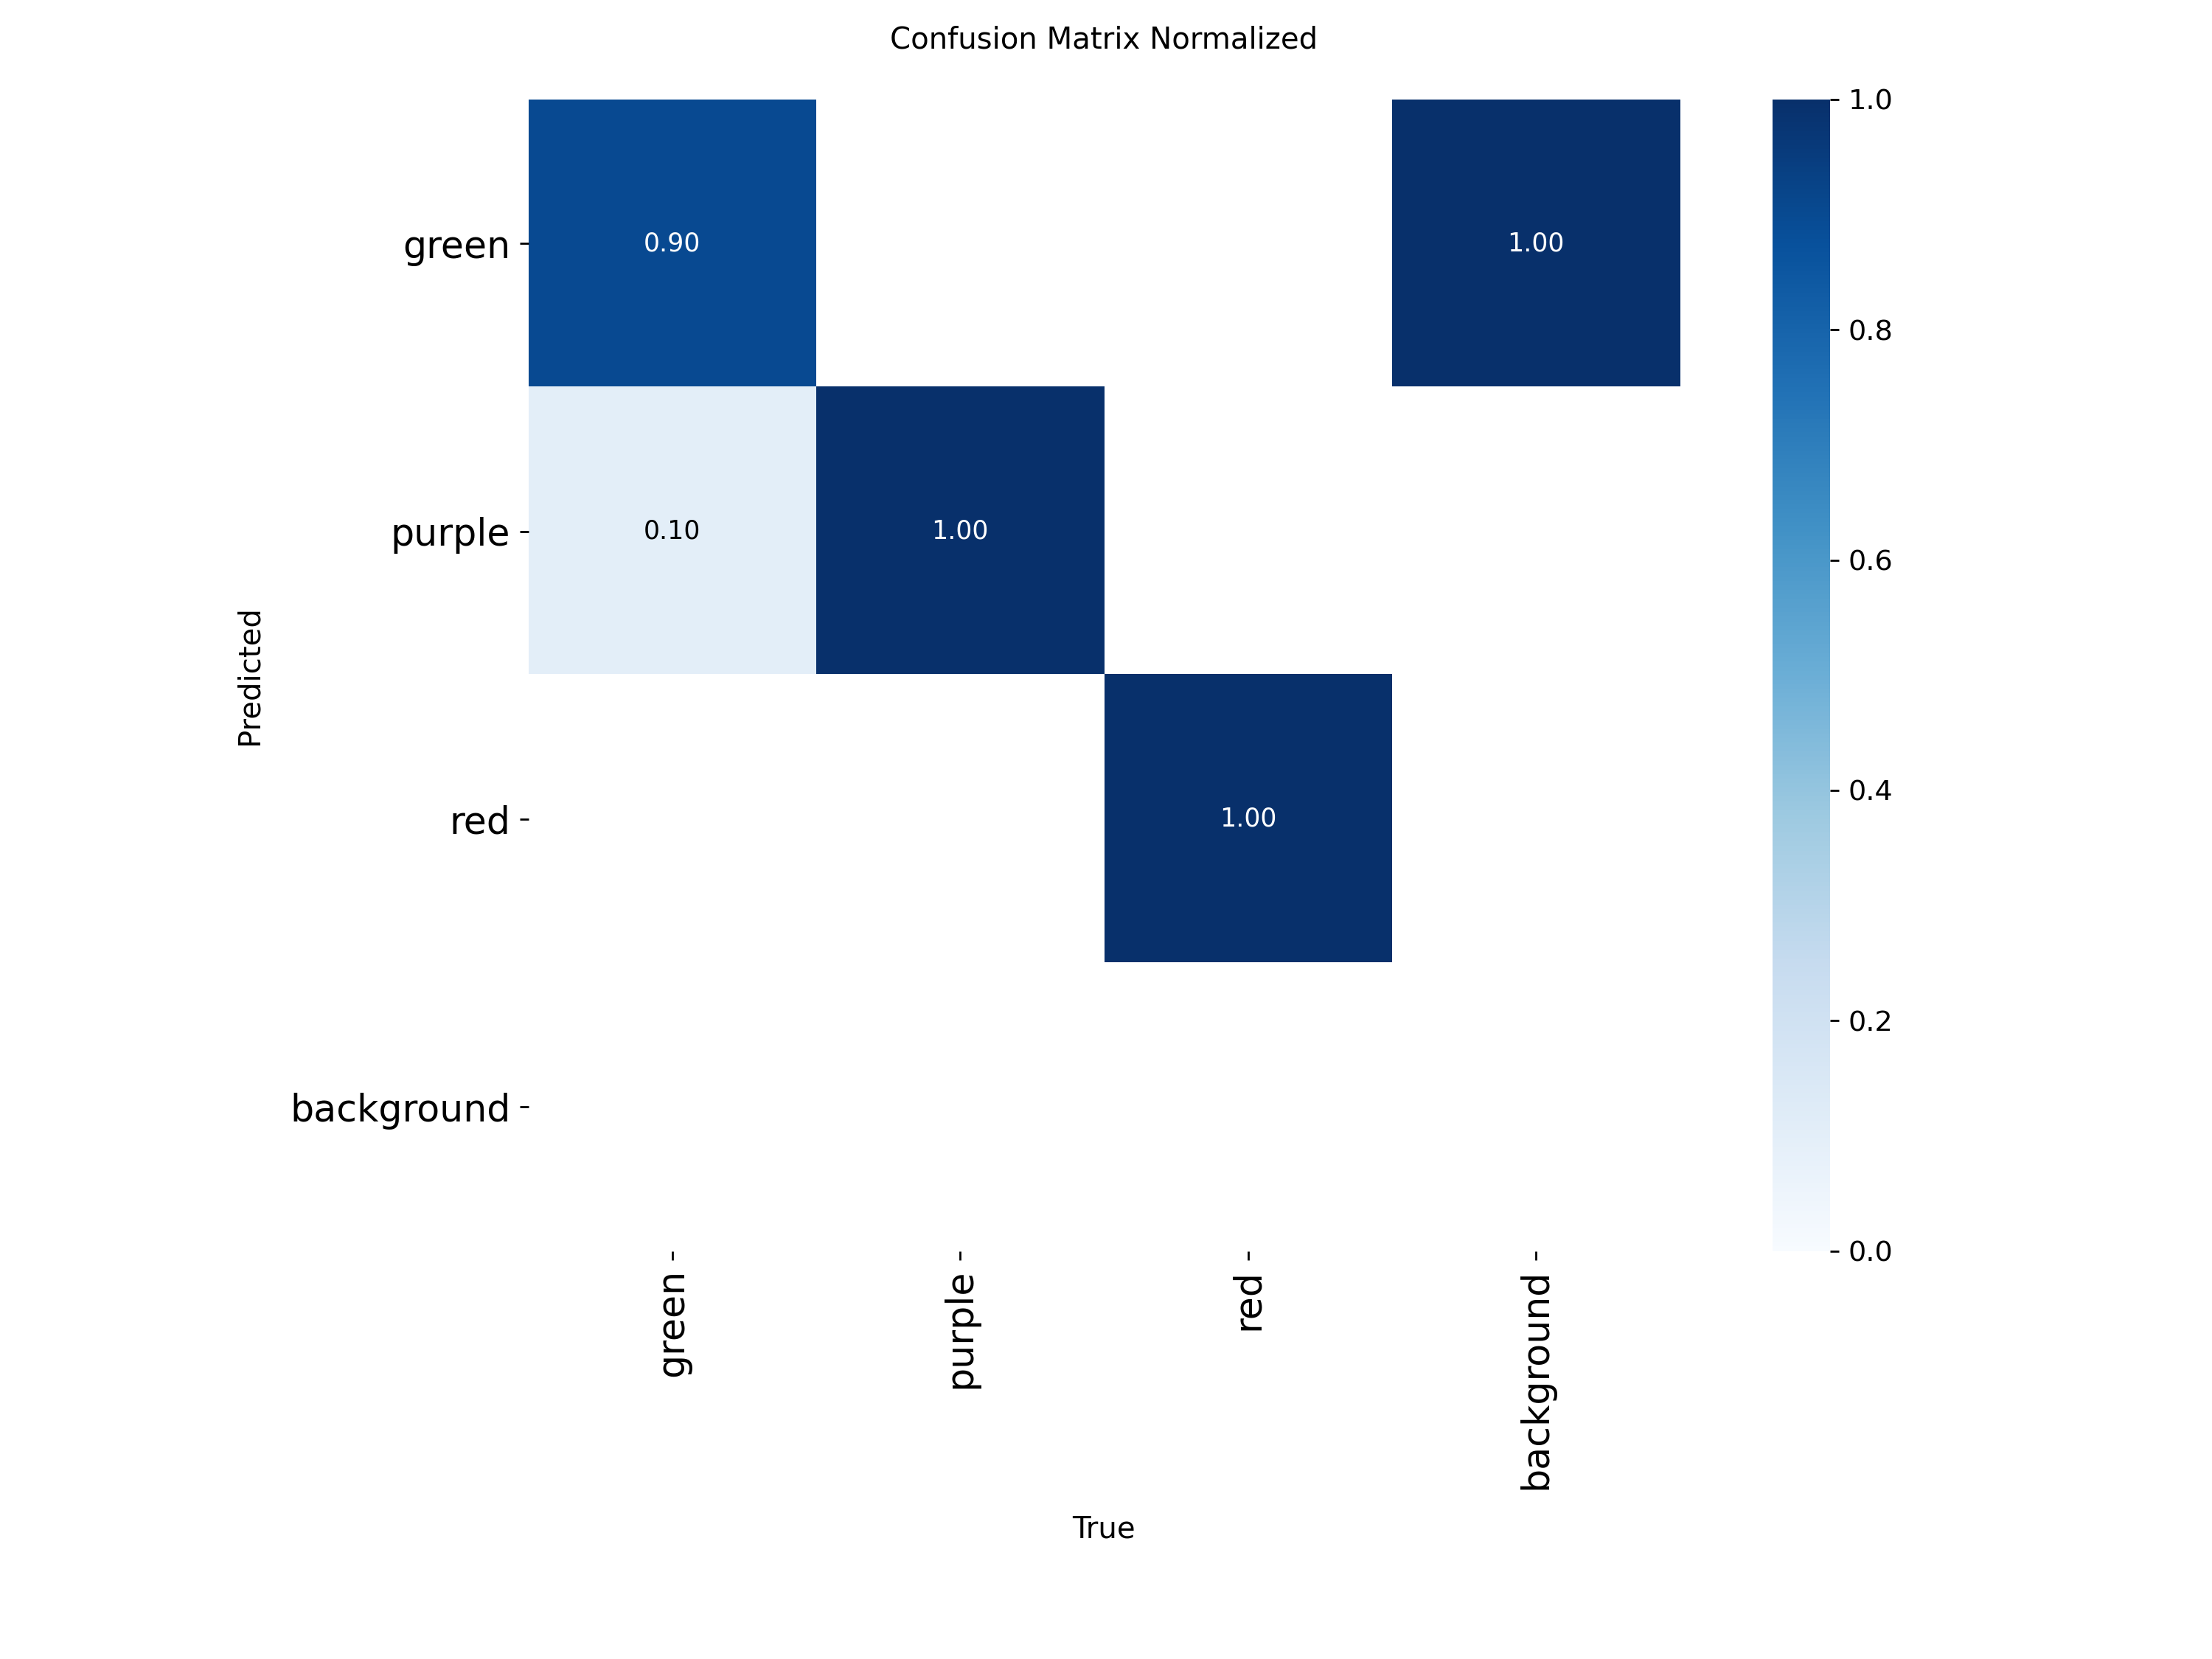 Confusion Matrix Normalized
green
0.90
1.00
purple
0.10
1.00
red
1.00
background
Predicted
green
purple
red
background
True
1.0
0.8
0.6
0.4
0.2
0.0